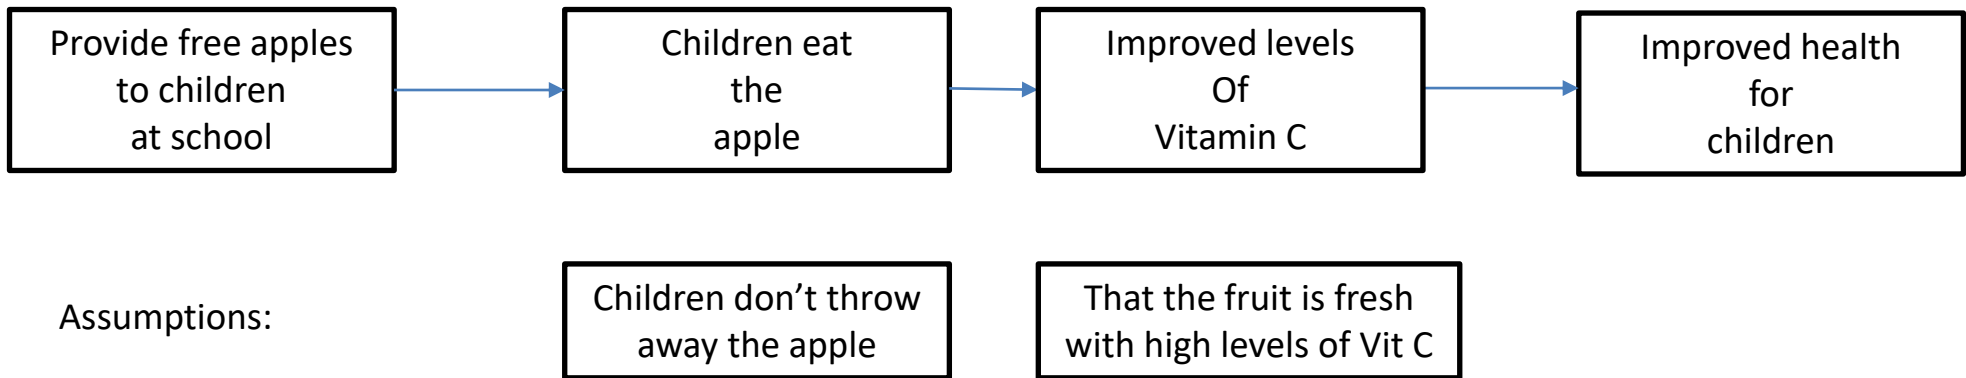 Provide free apples
to children
at school
Children eat
the
apple
Improved levels
Of
Vitamin C
Improved health
for
children
Assumptions:
Children don’t throw
away the apple
That the fruit is fresh
with high levels of Vit C